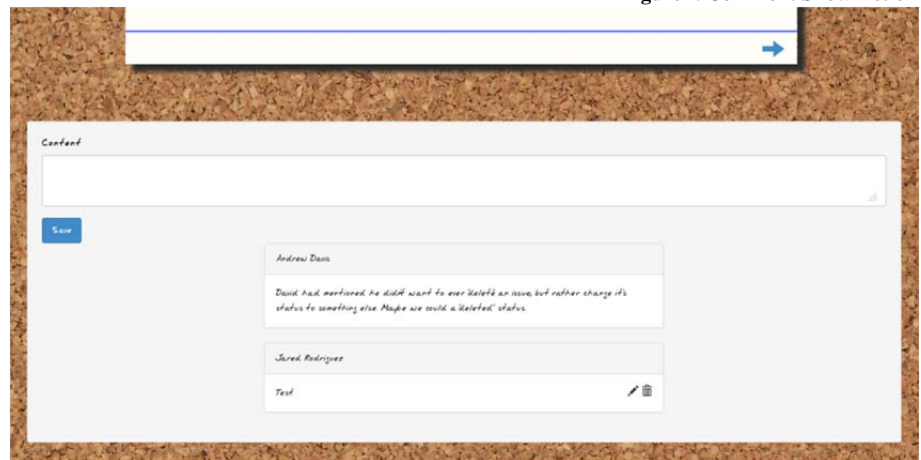 Content
Save
Andrew Davis
David had mentioned he didn't want to ever 'delete' an issue, but rather change it's
status to something else. Maybe we could a 'deleted' status.
Jared Rodriguez
Test